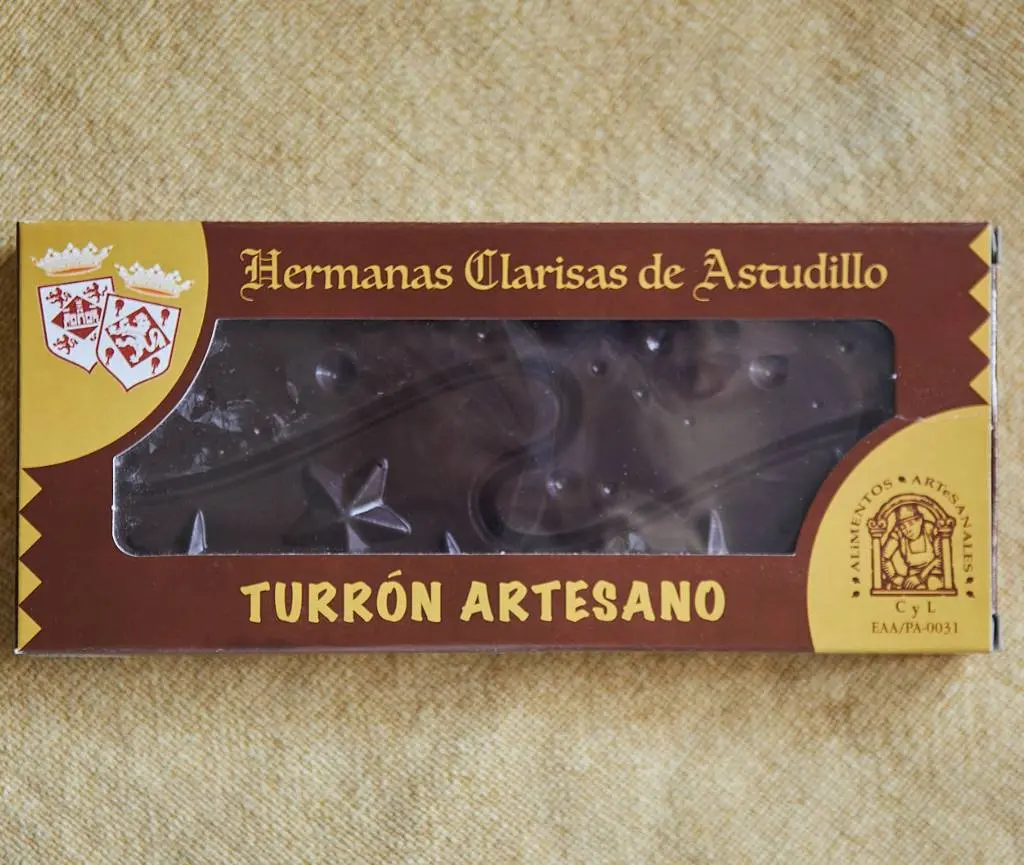 Hermanas Clarisas de Astudillo
TURRÓN ARTESANO
ALiMENTOS • ARTeSANALES
C y L
EAA/PA-0031